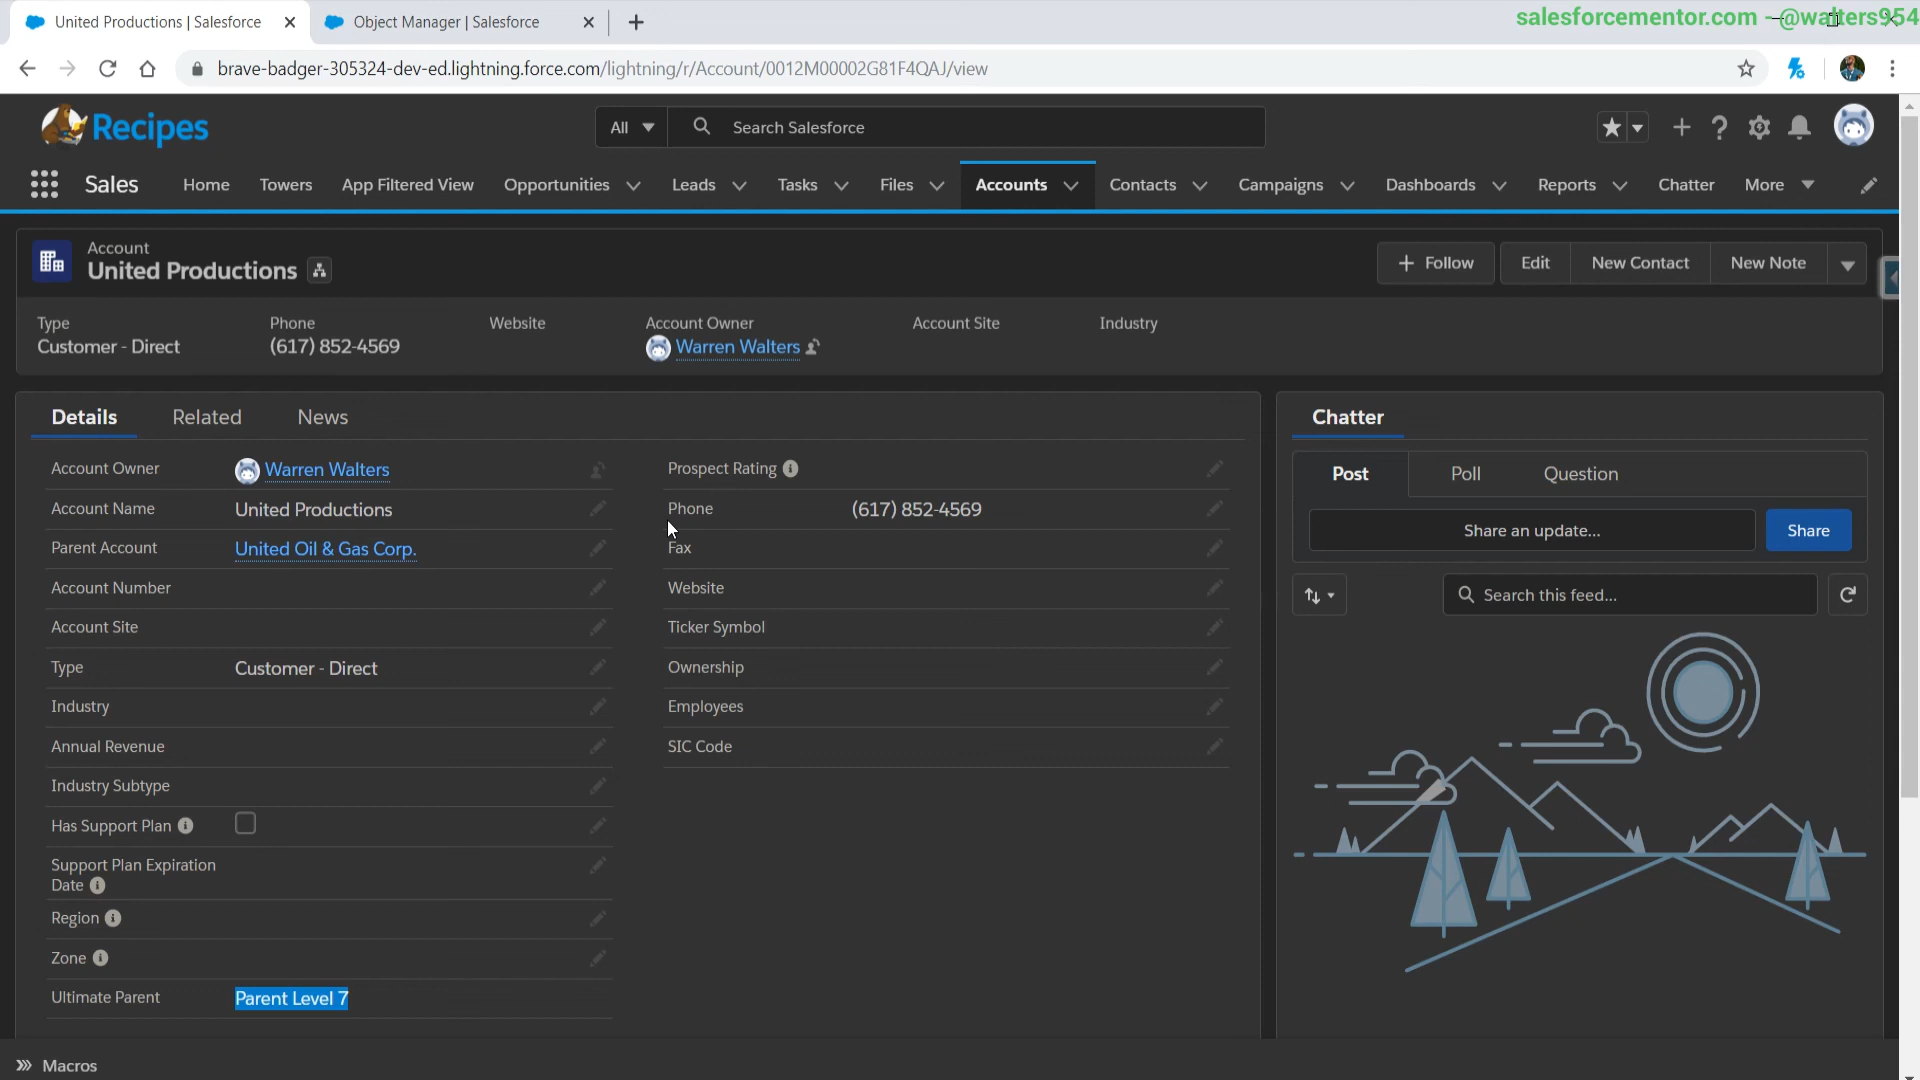 United Productions | Salesforce
Object Manager | Salesforce
salesforcementor.com - @walters954
brave-badger-305324-dev-ed.lightning.force.com/lightning/r/Account/0012M00002G81F4QAJ/view
Recipes
All
Search Salesforce
Sales
Home
Towers
App Filtered View
Opportunities
Leads
Tasks
Files
Accounts
Contacts
Campaigns
Dashboards
Reports
Chatter
More
Account
United Productions
Follow
Edit
New Contact
New Note
Type
Customer - Direct
Phone
(617) 852-4569
Website
Account Owner
Warren Walters
Account Site
Industry
Details
Related
News
Account Owner
Warren Walters
Account Name
United Productions
Parent Account
United Oil & Gas Corp.
Account Number
Account Site
Type
Customer - Direct
Industry
Annual Revenue
Industry Subtype
Has Support Plan
Support Plan Expiration
Date
Region
Zone
Ultimate Parent
Parent Level 7
Prospect Rating
Phone
(617) 852-4569
Fax
Website
Ticker Symbol
Ownership
Employees
SIC Code
Chatter
Post
Poll
Question
Share an update...
Share
Search this feed...
Macros